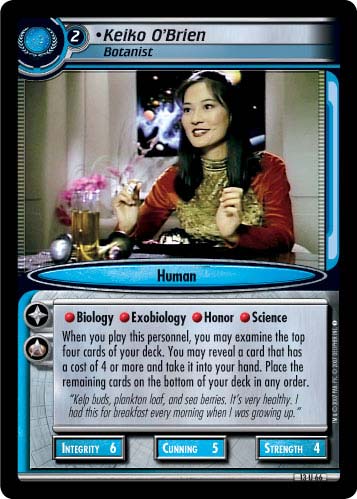 2
•Keiko O'Brien
Botanist
Human
Biology Exobiology Honor Science
When you play this personnel, you may examine the top
four cards of your deck. You may reveal a card that has
a cost of 4 or more and take it into your hand. Place the
remaining cards on the bottom of your deck in any order.
"Kelp buds, plankton loaf, and sea berries. It's very healthy. I
had this for breakfast every morning when I was growing up."
INTEGRITY 6 CUNNING 5 STRENGTH 4